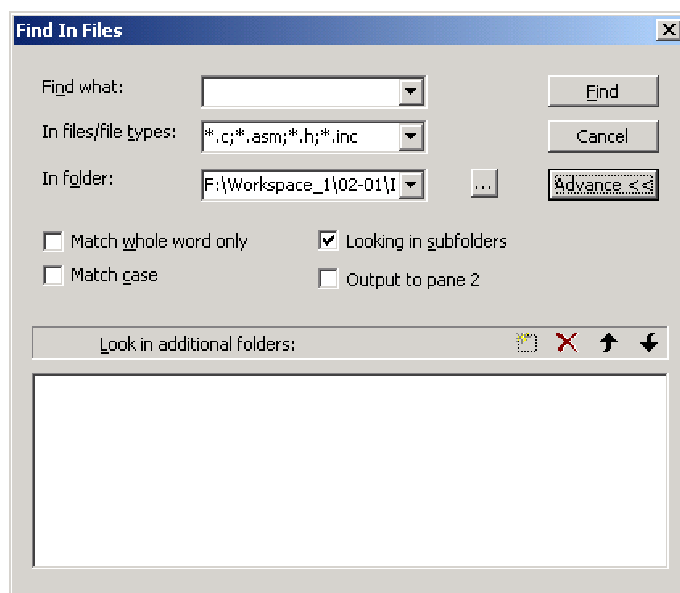 Find In Files
Find what:
Find
In files/file types:
*.c;*.asm;*.h;*.inc
Cancel
In folder:
F:\Workspace_1\02-01\I
...
Advance <<
Match whole word only
Looking in subfolders
Match case
Output to pane 2
Look in additional folders: